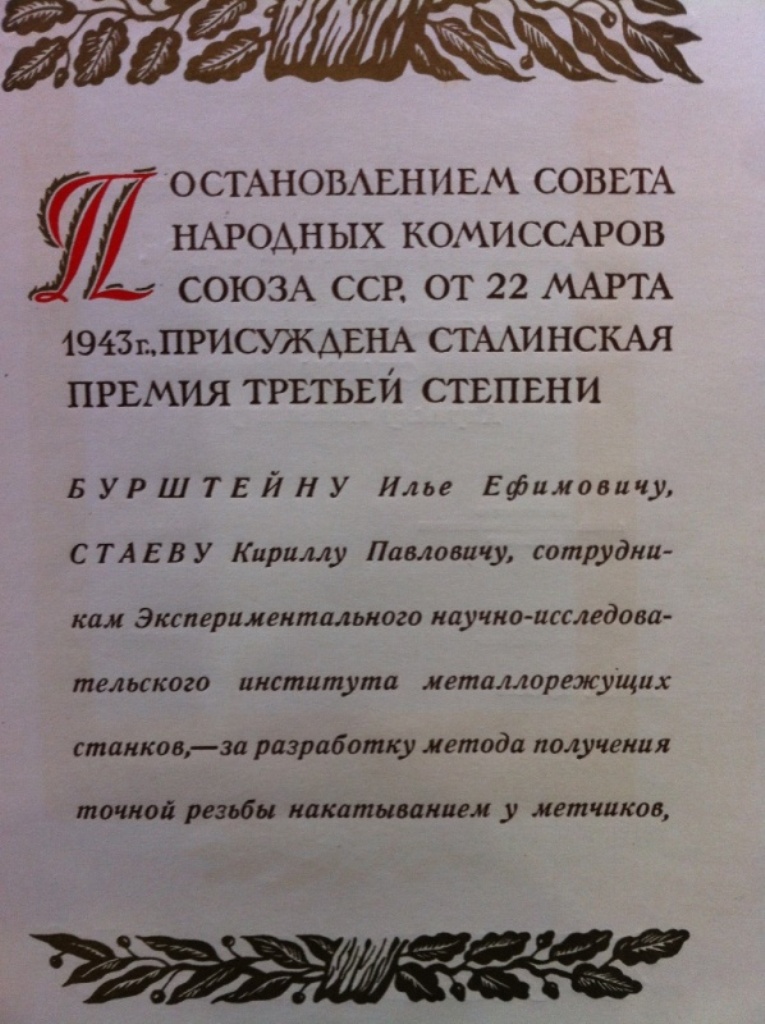 ПОСТАНОВЛЕНИЕМ СОВЕТА
НАРОДНЫХ КОМИССАРОВ
СОЮЗА ССР, ОТ 22 МАРТА
1943 г., ПРИСУЖДЕНА СТАЛИНСКАЯ
ПРЕМИЯ ТРЕТЬЕЙ СТЕПЕНИ
БУРШТЕЙНУ Илье Ефимовичу,
СТАЕВУ Кириллу Павловичу, сотрудни-
кам Экспериментального научно-исследова-
тельского института металлорежущих
станков,—за разработку метода получения
точной резьбы накатыванием у метчиков,